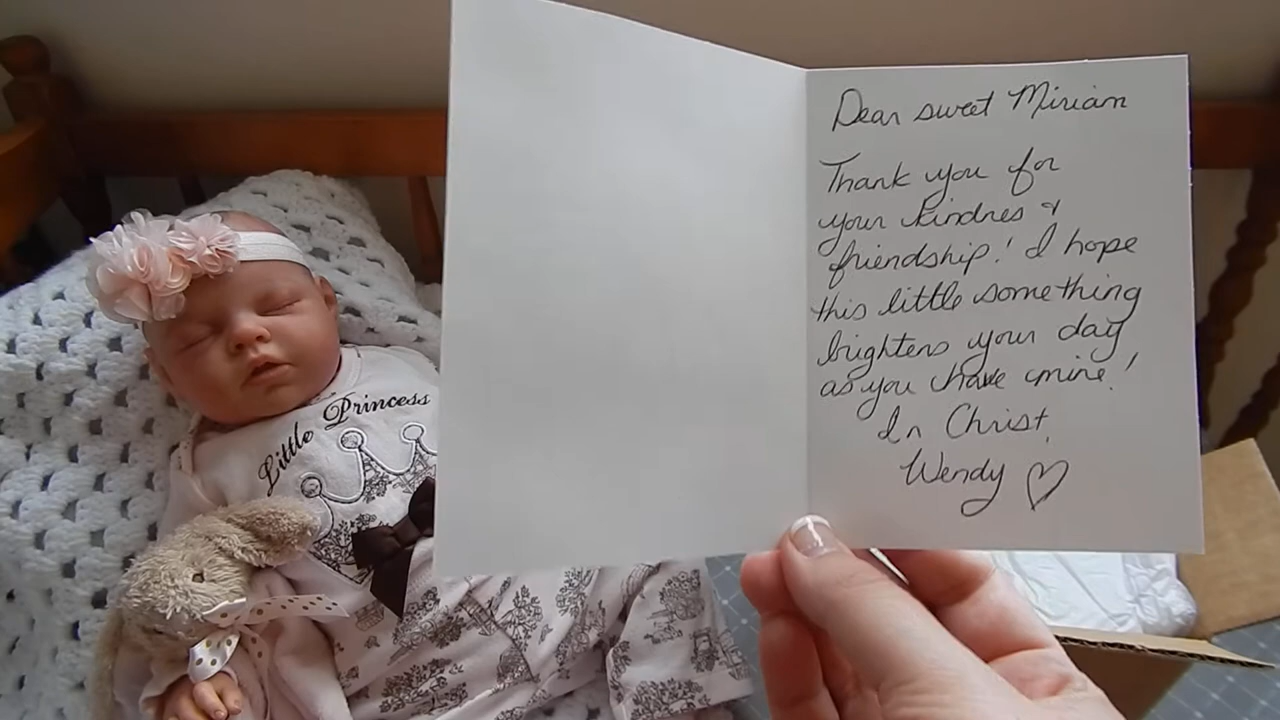 Little Princess
Dear sweet Miriam
Thank you for
your kindnes &
friendship! I hope
this little something
brightens your day
as you have mine!
In Christ,
Wendy ♡